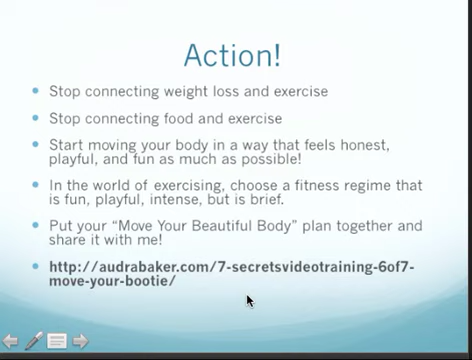 Action!
Stop connecting weight loss and exercise
Stop connecting food and exercise
Start moving your body in a way that feels honest,
playful, and fun as much as possible!
In the world of exercising, choose a fitness regime that
is fun, playful, intense, but is brief.
Put your “Move Your Beautiful Body” plan together and
share it with me!
http://audrabaker.com/7-secretsvideotraining-6of7-
move-your-bootie/